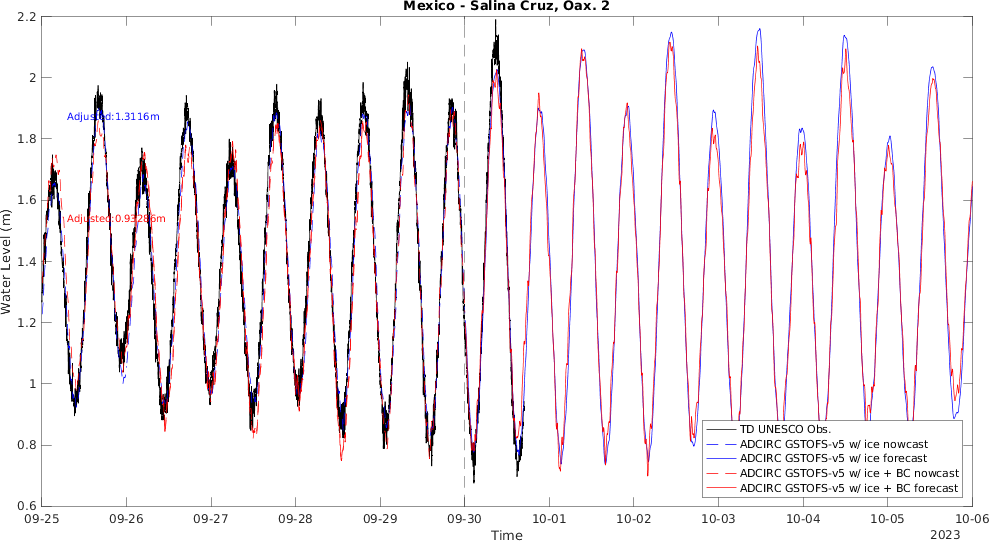 Mexico - Salina Cruz, Oax. 2
Water Level (m)
2.2
2
1.8
1.6
1.4
1.2
1
0.8
0.6
Adjusted:1.3116m
Adjusted:0.93286m
TD UNESCO Obs.
ADCIRC GSTOFS-v5 w/ ice nowcast
ADCIRC GSTOFS-v5 w/ ice forecast
ADCIRC GSTOFS-v5 w/ ice + BC nowcast
ADCIRC GSTOFS-v5 w/ ice + BC forecast
09-25 09-26 09-27 09-28 09-29 09-30 10-01 10-02 10-03 10-04 10-05 10-06
Time
2023